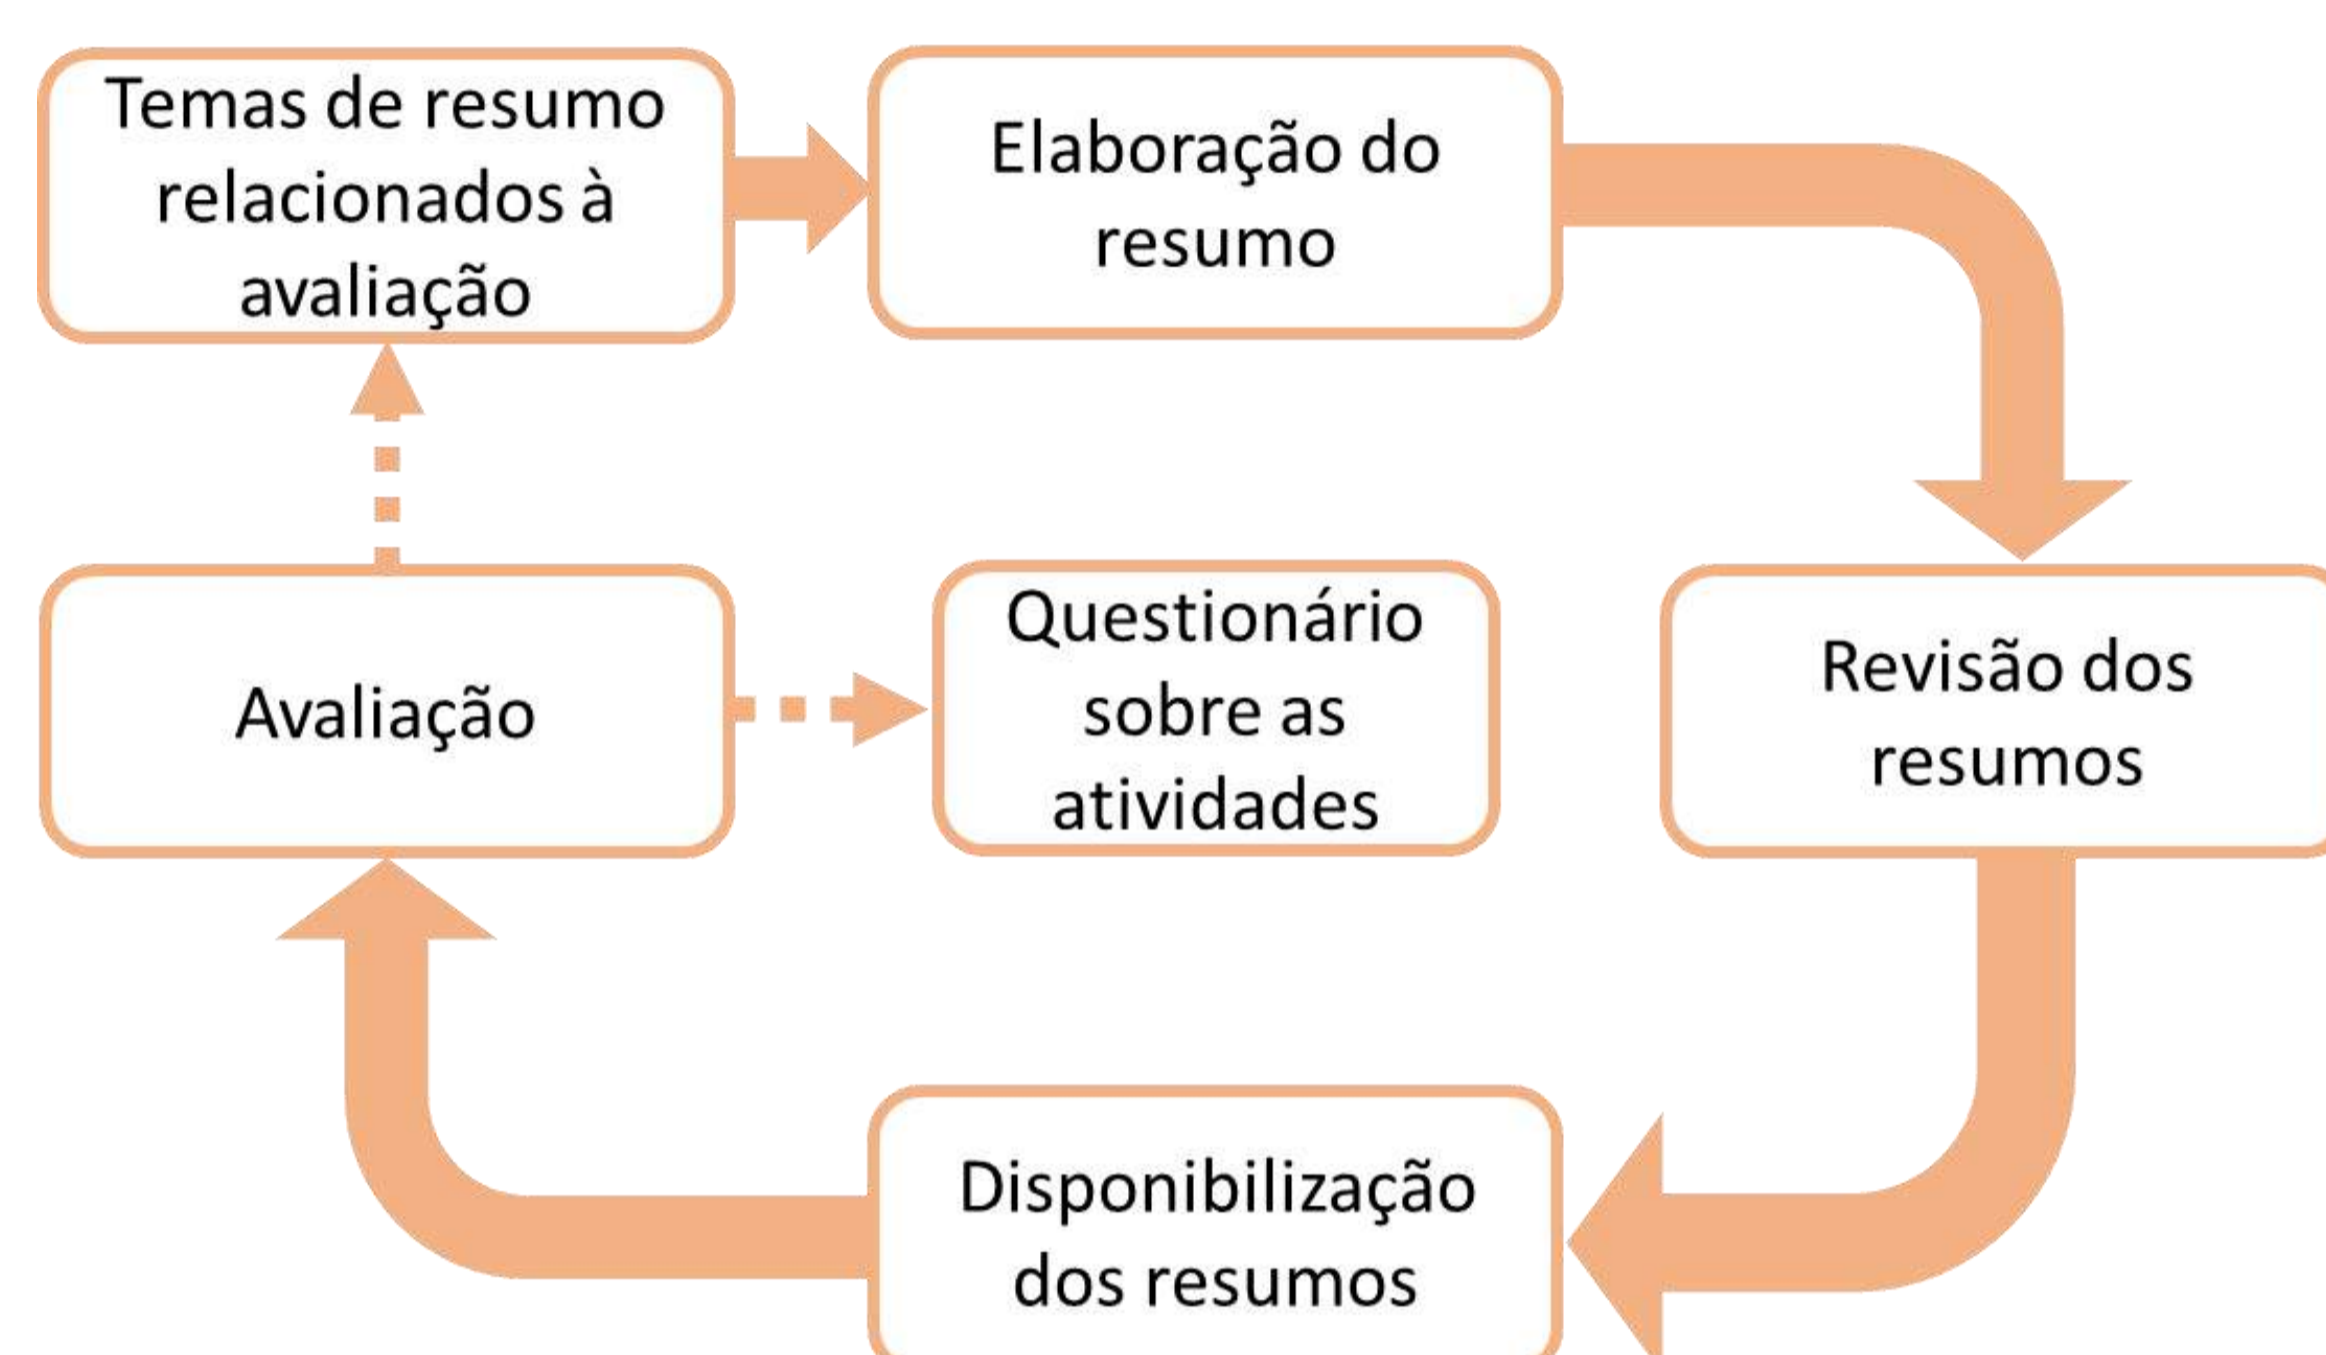 Temas de resumo
relacionados à
avaliação
Elaboração do
resumo
Avaliação
Questionário
sobre as
atividades
Revisão dos
resumos
Disponibilização
dos resumos